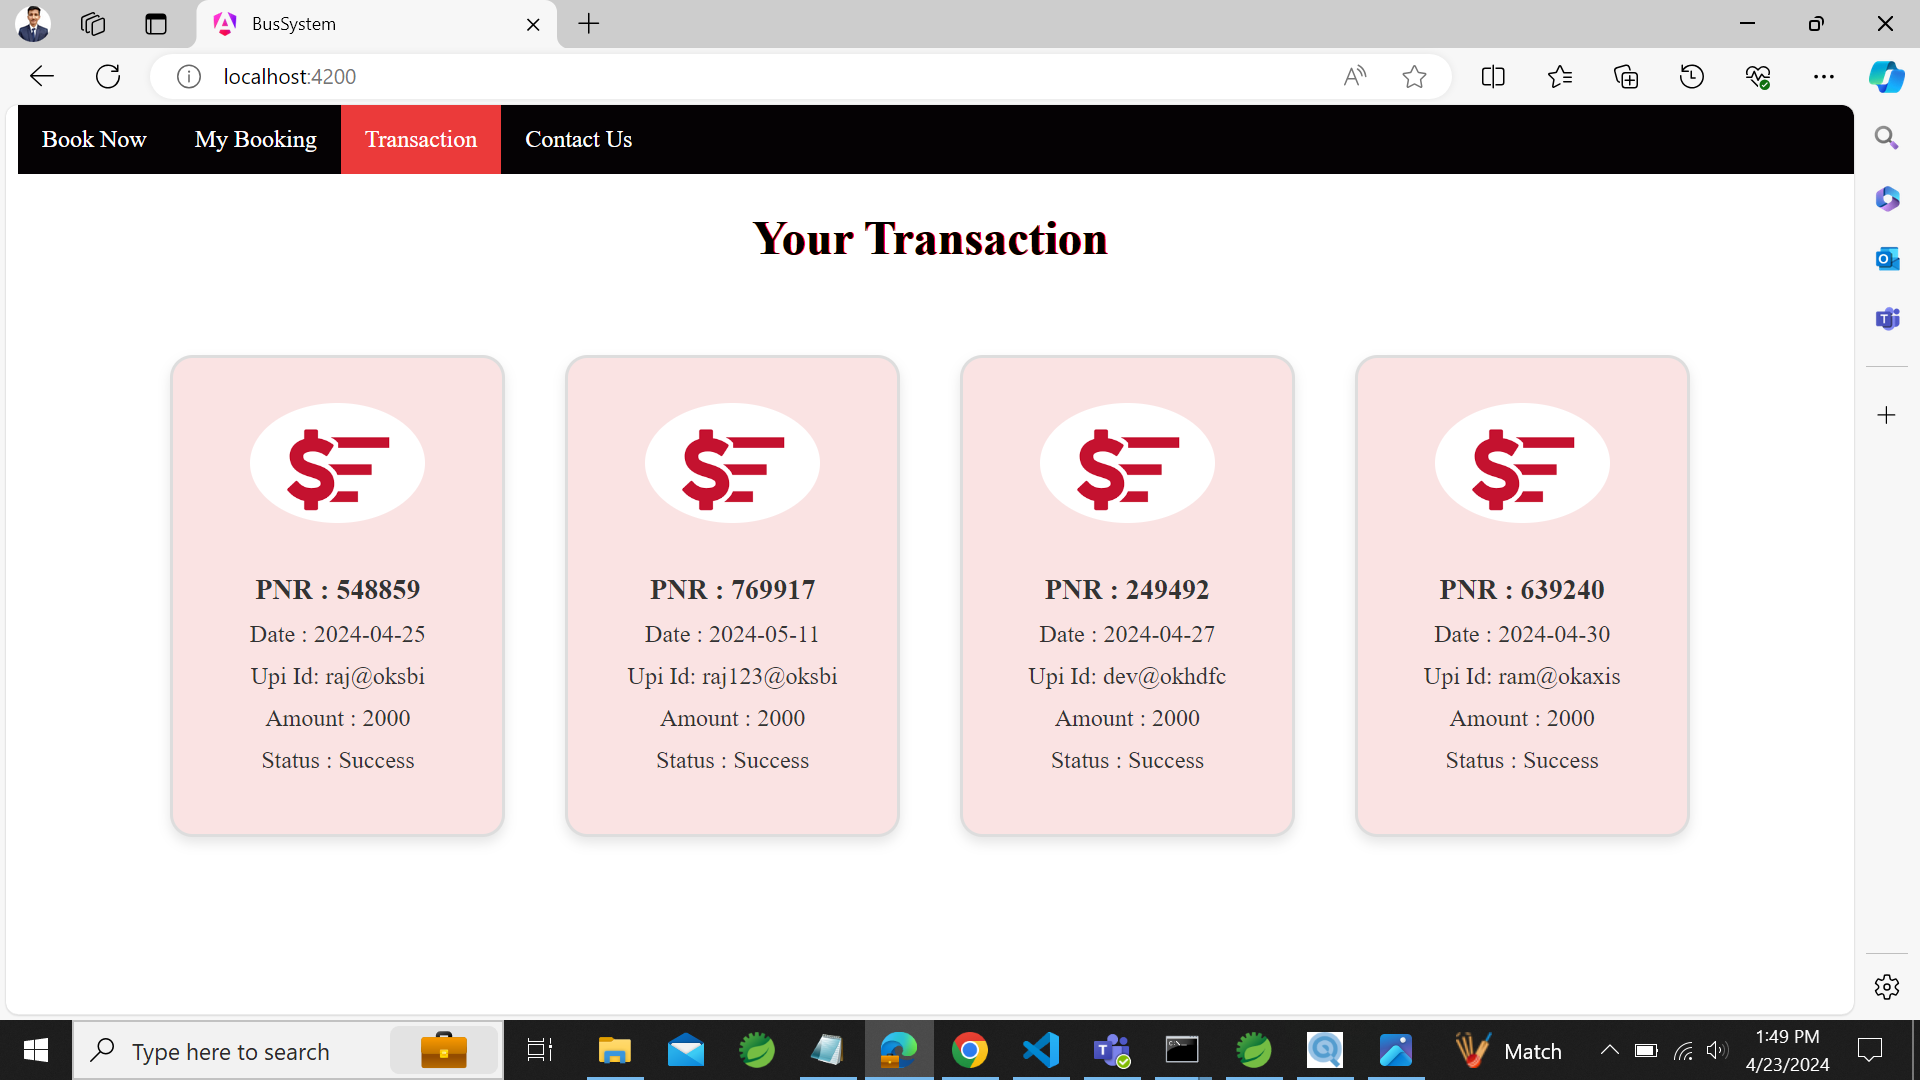 BusSystem
localhost:4200
Book Now My Booking Transaction Contact Us
Your Transaction
PNR : 548859
Date : 2024-04-25
Upi Id: raj@oksbi
Amount : 2000
Status : Success
PNR : 769917
Date : 2024-05-11
Upi Id: raj123@oksbi
Amount : 2000
Status : Success
PNR : 249492
Date : 2024-04-27
Upi Id: dev@okhdfc
Amount : 2000
Status : Success
PNR : 639240
Date : 2024-04-30
Upi Id: ram@okaxis
Amount : 2000
Status : Success
Type here to search
Match
1:49 PM
4/23/2024